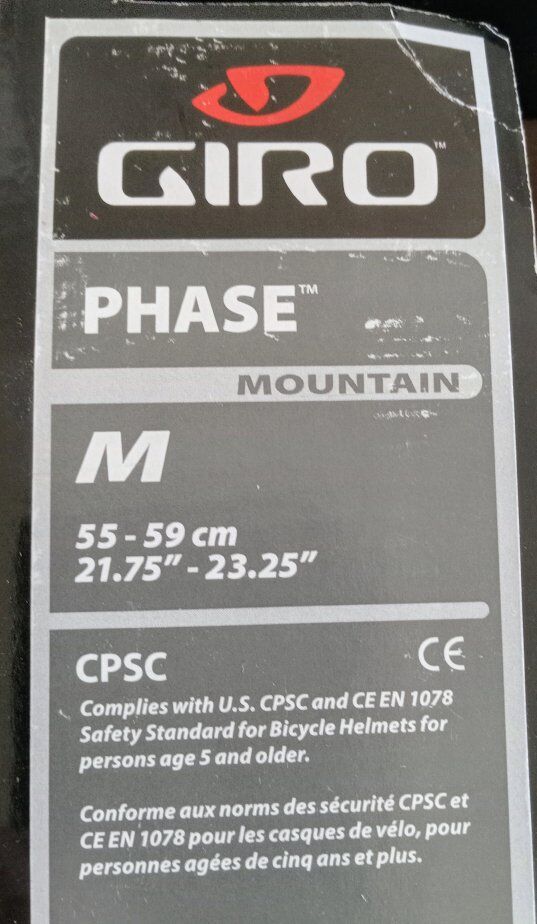 GIRO™
PHASE™
MOUNTAIN
M
55 - 59 cm
21.75” - 23.25”
CPSC CE
Complies with U.S. CPSC and CE EN 1078
Safety Standard for Bicycle Helmets for
persons age 5 and older.
Conforme aux norms des sécurité CPSC et
CE EN 1078 pour les casques de vélo, pour
personnes agées de cinq ans et plus.